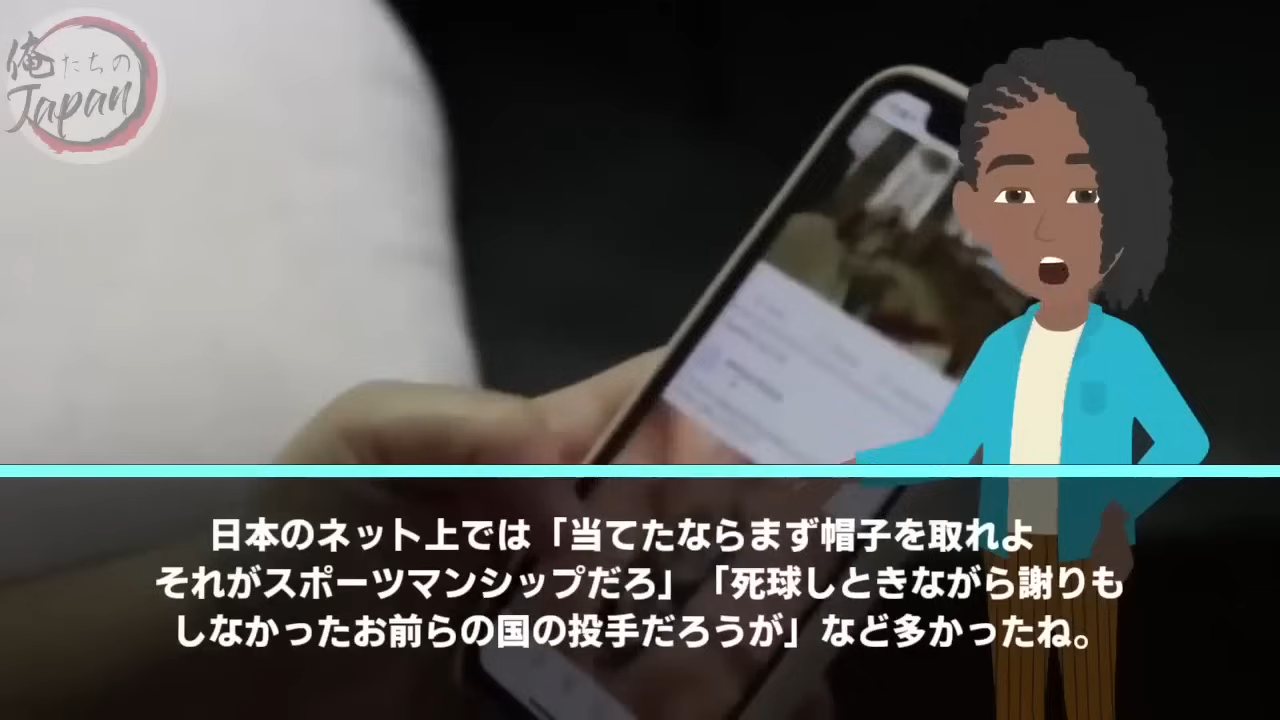 俺たちの
Japan
日本のネット上では「当てたならまず帽子を取れよ
それがスポーツマンシップだろ」「死球しときながら謝りも
しなかったお前らの国の投手だろうが」など多かったね。